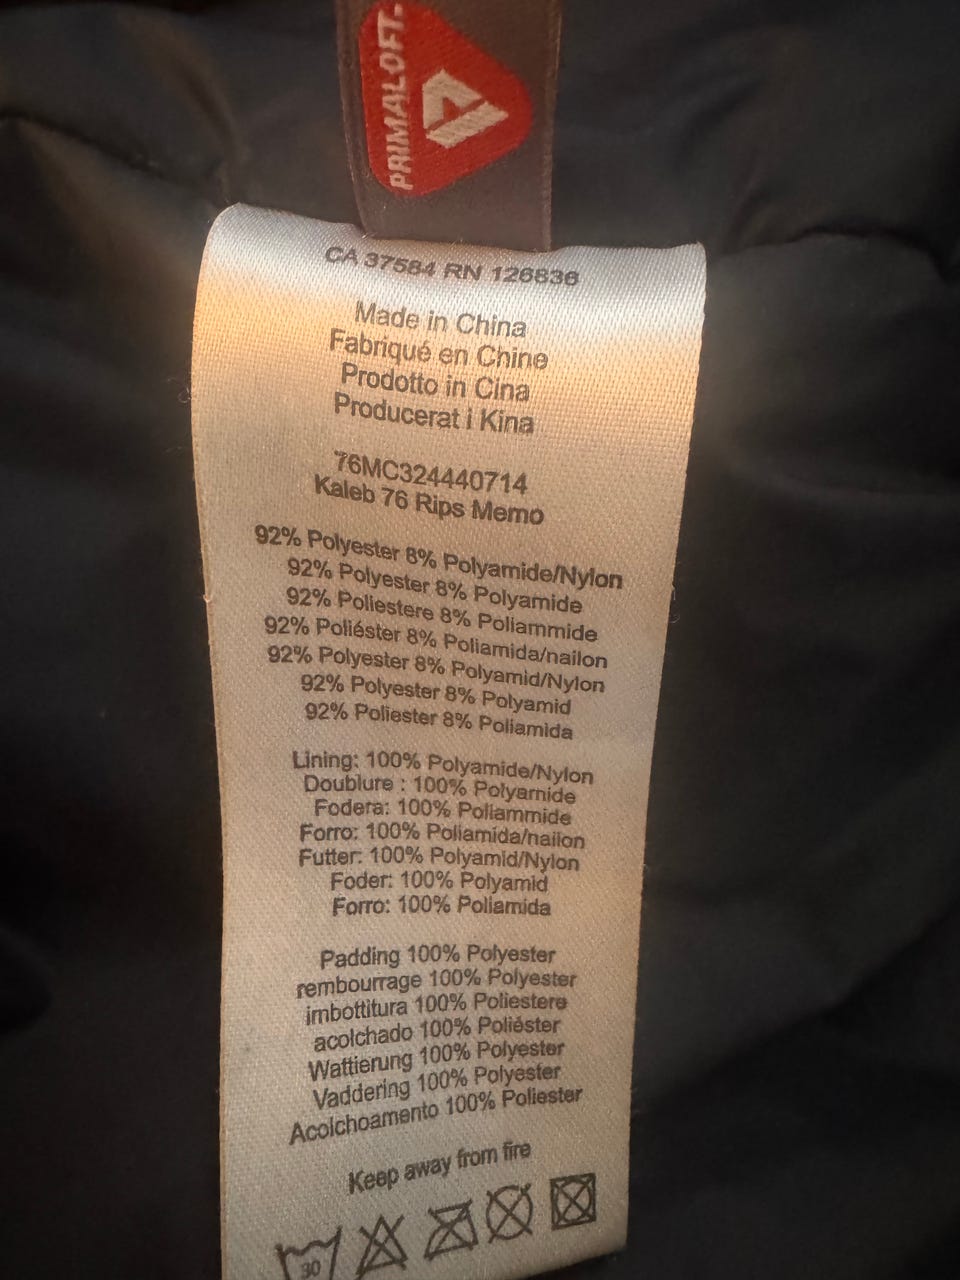 PRIMALOFT.
CA 37584 RN 126836
Made in China
Fabriqué en Chine
Prodotto in Cina
Producerat i Kina
76MC324440714
Kaleb 76 Rips Memo
92% Polyester 8% Polyamide/Nylon
92% Polyester 8% Polyamide
92% Poliestere 8% Poliammide
92% Poliéster 8% Poliamida/nailon
92% Polyester 8% Polyamid/Nylon
92% Polyester 8% Polyamid
92% Poliester 8% Poliamida
Lining: 100% Polyamide/Nylon
Doublure : 100% Polyamide
Fodera: 100% Poliammide
Forro: 100% Poliamida/nailon
Futter: 100% Polyamid/Nylon
Foder: 100% Polyamid
Forro: 100% Poliamida
Padding 100% Polyester
rembourrage 100% Polyester
imbottitura 100% Poliestere
acolchado 100% Poliéster
Wattierung 100% Polyester
Vaddering 100% Polyester
Acolchoamento 100% Poliester
Keep away from fire
30